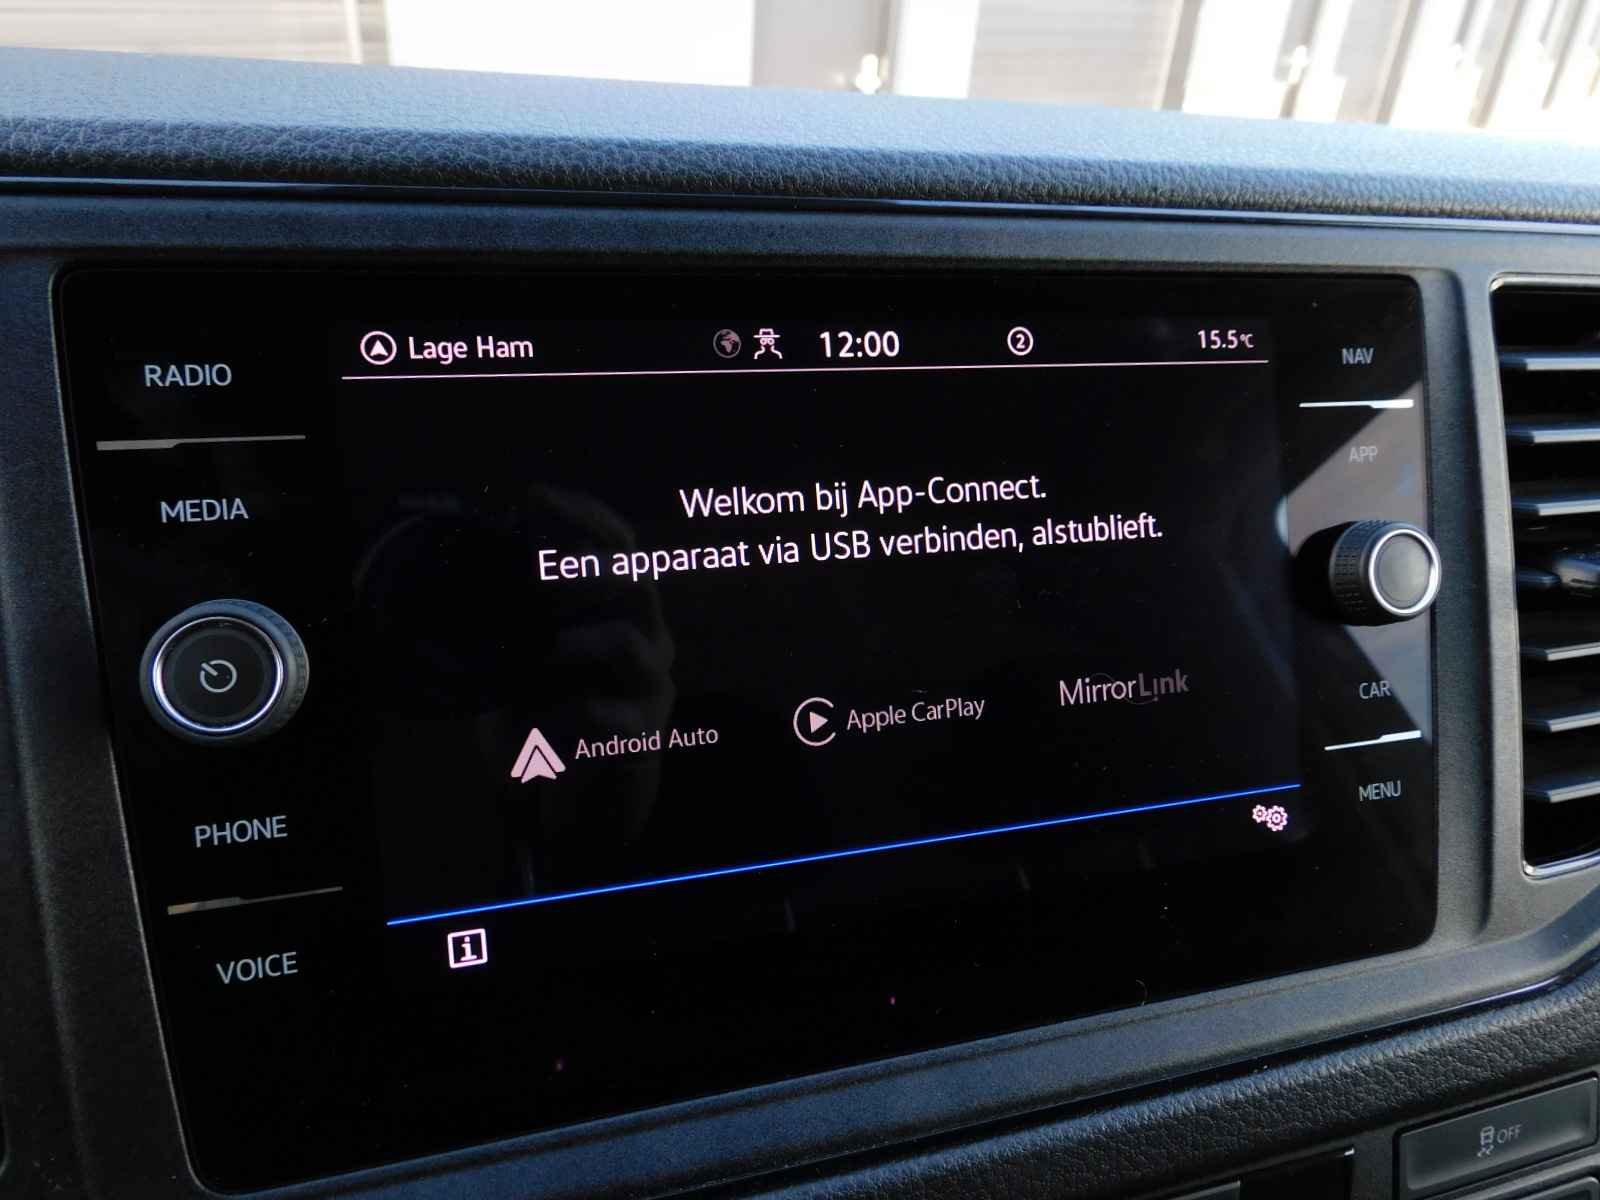 Lage Ham
12:00
2
15.5°C
RADIO
MEDIA
PHONE
VOICE
Welkom bij App-Connect.
Een apparaat via USB verbinden, alstublieft.
Android Auto
Apple CarPlay
MirrorLink
i
NAV
APP
CAR
MENU
OFF